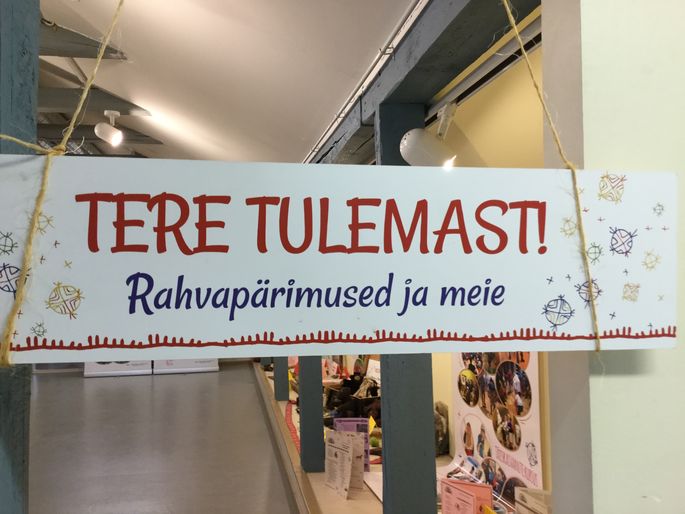 TERE TULEMAST!
Rahvapärimused ja meie